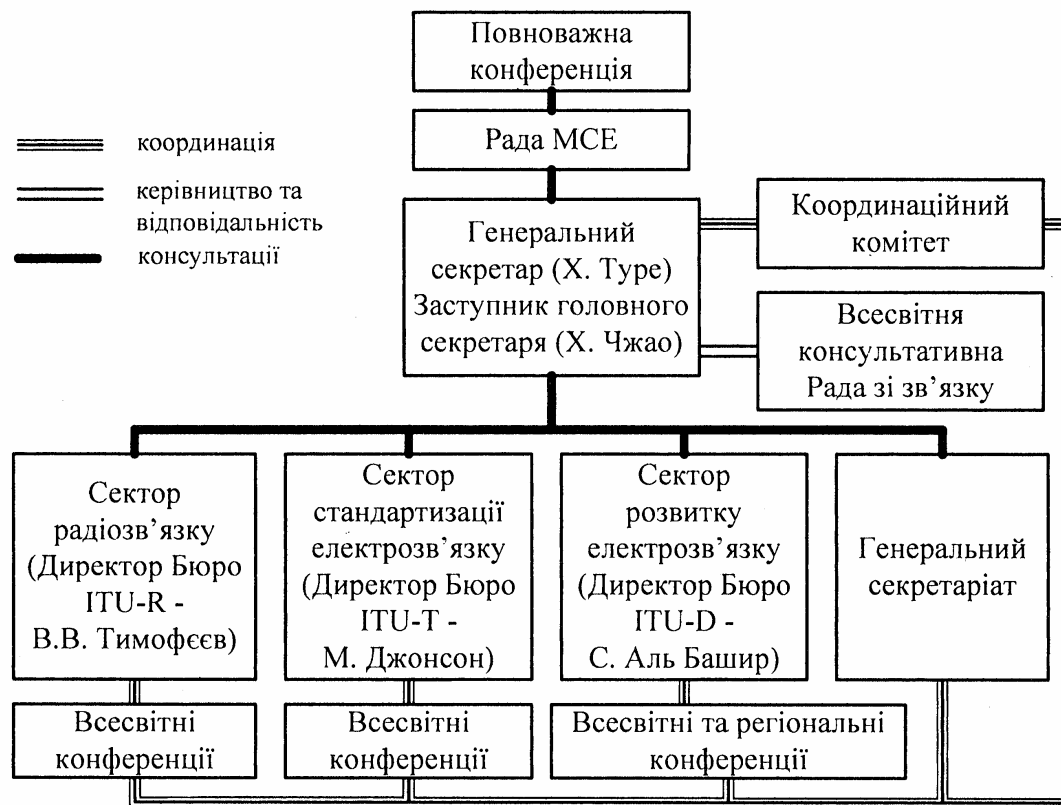 Повноважна
конференція
Рада МСЕ
координація
керівництво та
відповідальність
консультації
Генеральний
секретар (Х. Туре)
Заступник головного
секретаря (Х. Чжао)
Координаційний
комітет
Всесвітня
консультативна
Рада зі зв’язку
Сектор
радіозв’язку
(Директор Бюро
ITU-R -
В.В. Тимофєєв)
Сектор
стандартизації
електрозв’язку
(Директор Бюро
ITU-T -
М. Джонсон)
Сектор
розвитку
електрозв’язку
(Директор Бюро
ITU-D -
С. Аль Башир)
Генеральний
секретаріат
Всесвітні
конференції
Всесвітні
конференції
Всесвітні та регіональні
конференції